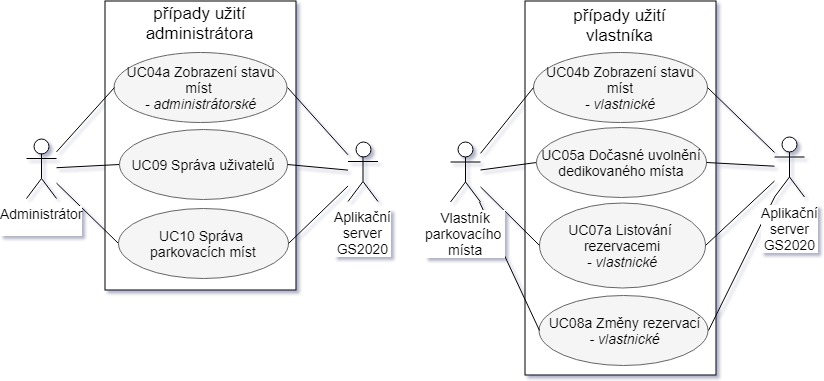 případy užití
administrátora
UC04a Zobrazení stavu
míst
- administrátorské
UC09 Správa uživatelů
UC10 Správa
parkovacích míst
Administrátor
Aplikační
server
GS2020
případy užití
vlastníka
UC04b Zobrazení stavu
míst
- vlastnické
UC05a Dočasné uvolnění
dedikovaného místa
UC07a Listování
rezervacemi
- vlastnické
UC08a Změny rezervací
- vlastnické
Vlastník
parkovacího
místa
Aplikační
server
GS2020